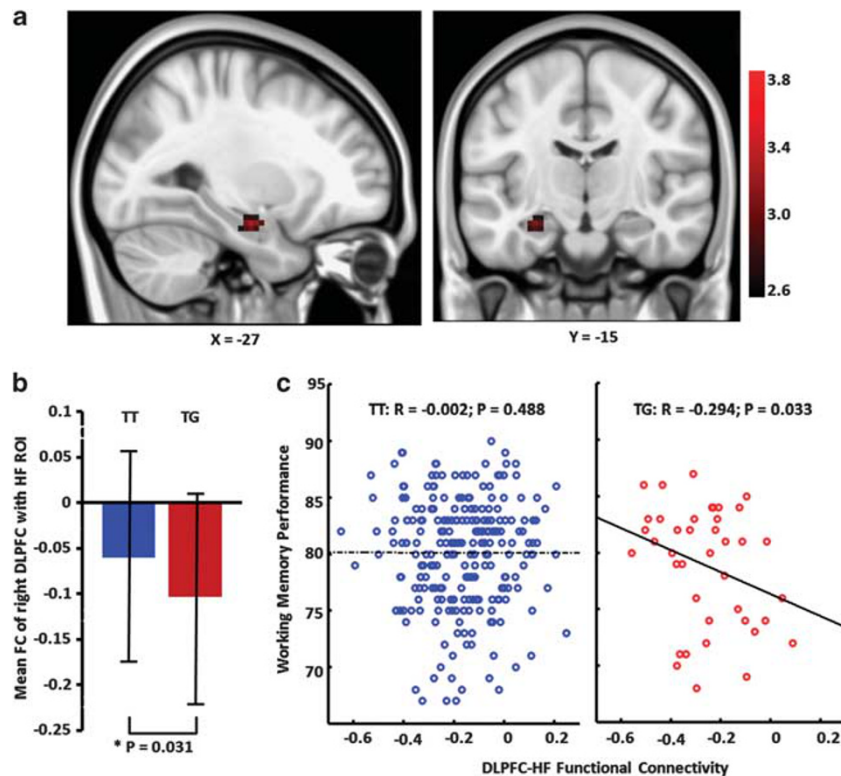 a
3.8
3.4
3.0
2.6
X = -27
Y = -15
b
TT
TG
0.1
0.05
0
-0.05
-0.1
-0.15
-0.2
-0.25
Mean FC of right DLPFC with HF ROI
* P = 0.031
c
TT: R = -0.002; P = 0.488
TG: R = -0.294; P = 0.033
95
90
85
80
75
70
Working Memory Performance
-0.6 -0.4 -0.2 0
-0.6 -0.4 -0.2 0 0.2
DLPFC-HF Functional Connectivity